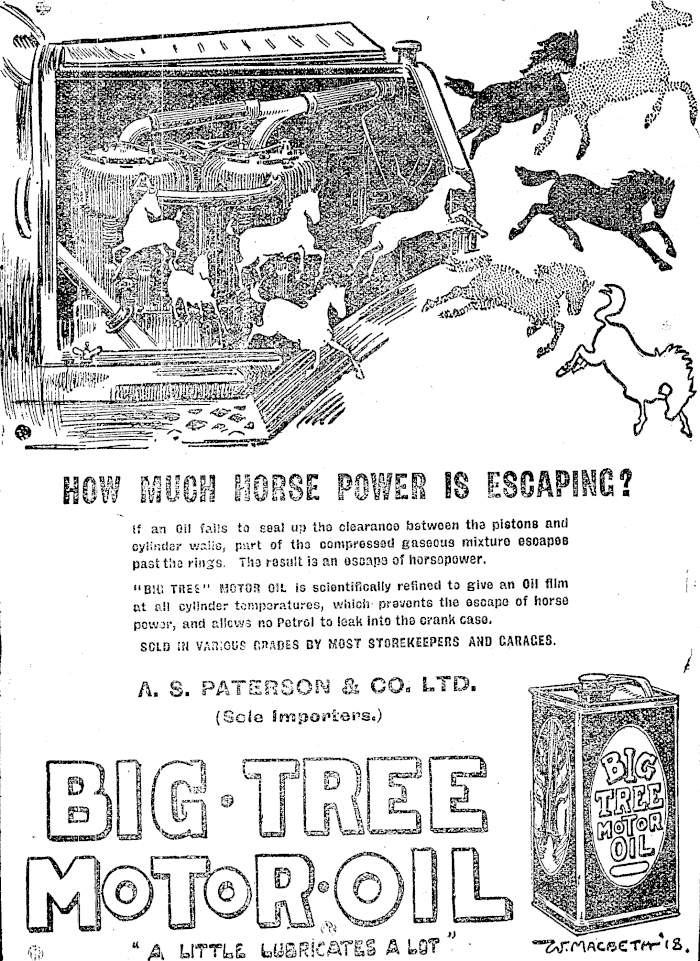 HOW MUCH HORSE POWER IS ESCAPING?
If an Oil fails to seal up the clearance between the pistons and
cylinder walls, part of the compressed gaseous mixture escapes
past the rings. The result is an escape of horsepower.
"BIG TREE" MOTOR OIL is scientifically refined to give an Oil film
at all cylinder temperatures, which prevents the escape of horse
power, and allows no Petrol to leak into the crank case.
SOLD IN VARIOUS GRADES BY MOST STOREKEEPERS AND GARAGES.
A. S. PATERSON & CO. LTD.
(Sole Importers.)
BIG
TREE
MOTOR
OIL
BIG·TREE
MOTOR·OIL
"A LITTLE LUBRICATES A LOT"
W. MACBETH '18.